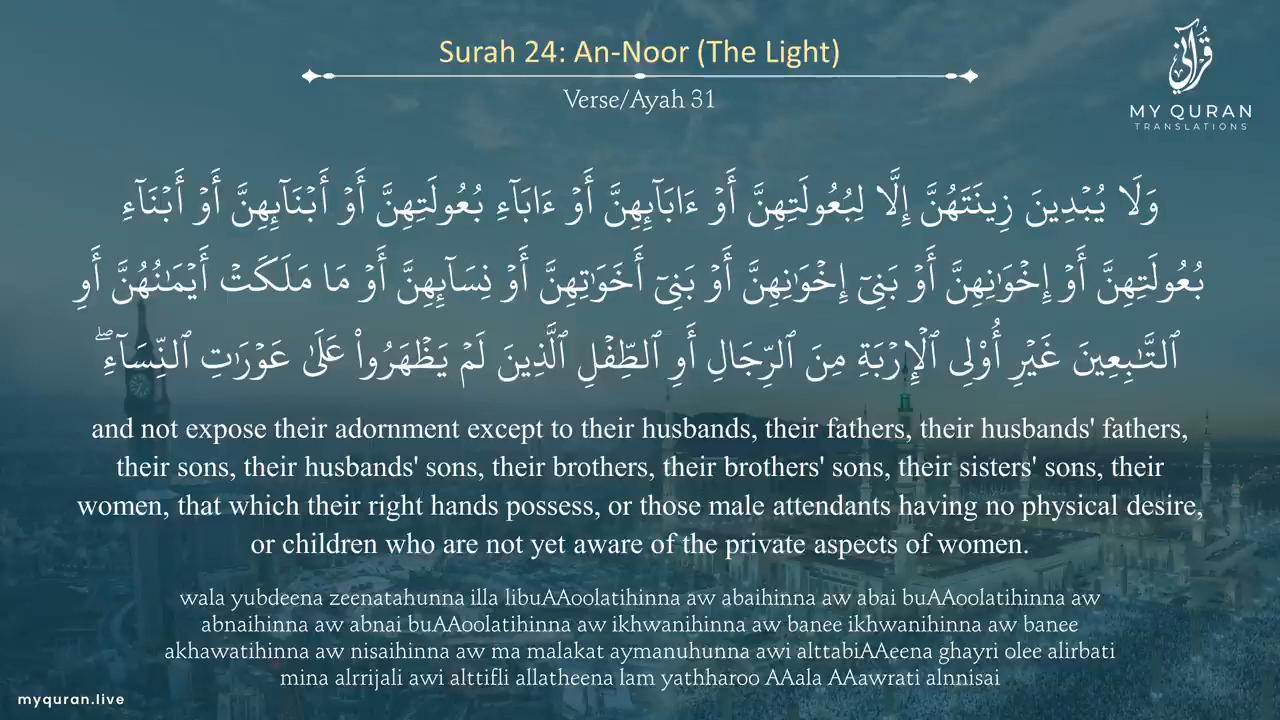 Surah 24: An-Noor (The Light)
Verse/Ayah 31
قرآني
MY QURAN
TRANSLATIONS
وَلَا يُبۡدِينَ زِينَتَهُنَّ إِلَّا لِبُعُولَتِهِنَّ أَوۡ ءَابَآئِهِنَّ أَوۡ ءَابَآءِ بُعُولَتِهِنَّ أَوۡ أَبۡنَآئِهِنَّ أَوۡ أَبۡنَآءِ
بُعُولَتِهِنَّ أَوۡ إِخۡوَٰنِهِنَّ أَوۡ بَنِيٓ إِخۡوَٰنِهِنَّ أَوۡ بَنِيٓ أَخَوَٰتِهِنَّ أَوۡ نِسَآئِهِنَّ أَوۡ مَا مَلَكَتۡ أَيۡمَٰنُهُنَّ أَوِ
ٱلتَّٰبِعِينَ غَيۡرِ أُوْلِي ٱلۡإِرۡبَةِ مِنَ ٱلرِّجَالِ أَوِ ٱلطِّفۡلِ ٱلَّذِينَ لَمۡ يَظۡهَرُواْ عَلَىٰ عَوۡرَٰتِ ٱلنِّسَآءِۖ
and not expose their adornment except to their husbands, their fathers, their husbands' fathers,
their sons, their husbands' sons, their brothers, their brothers' sons, their sisters' sons, their
women, that which their right hands possess, or those male attendants having no physical desire,
or children who are not yet aware of the private aspects of women.
wala yubdeena zeenatahunna illa libuAAoolatihinna aw abaihinna aw abai buAAoolatihinna aw
abnaihinna aw abnai buAAoolatihinna aw ikhwanihinna aw banee ikhwanihinna aw banee
akhawatihinna aw nisaihinna aw ma malakat aymanuhunna awi alttabiAAeena ghayri olee alirbati
mina alrrijali awi alttifli allatheena lam yathharoo AAala AAawrati alnnisai
myquran.live